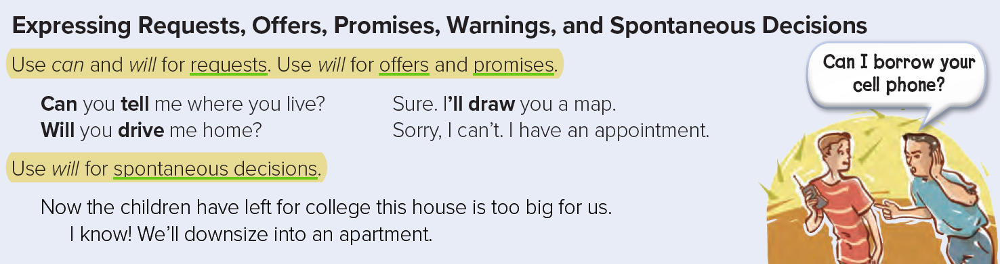 Expressing Requests, Offers, Promises, Warnings, and Spontaneous Decisions
Use can and will for requests. Use will for offers and promises.
Can you tell me where you live?
Sure. I'll draw you a map.
Will you drive me home?
Sorry, I can't. I have an appointment.
Use will for spontaneous decisions.
Now the children have left for college this house is too big for us.
I know! We'll downsize into an apartment.
Can I borrow your
cell phone?